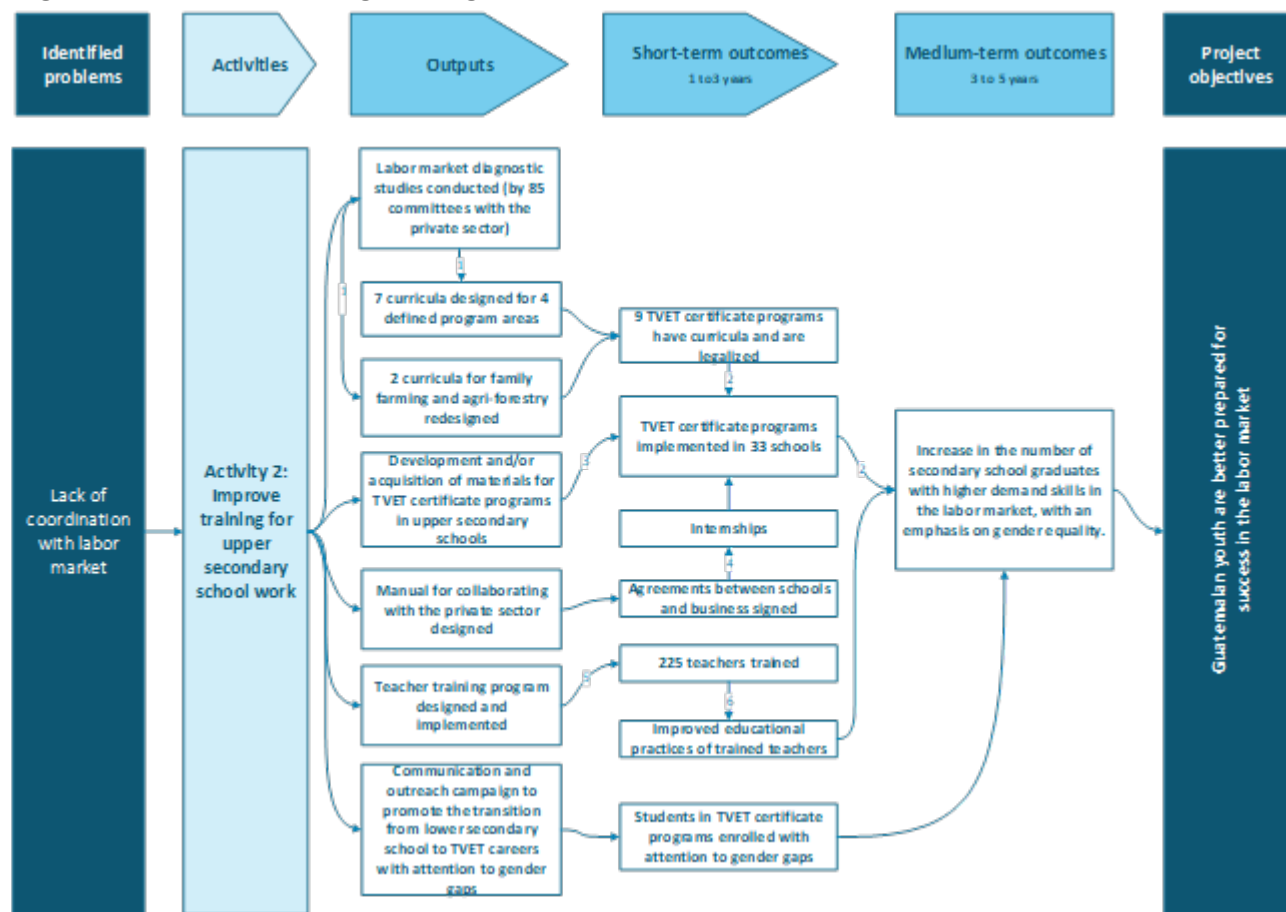 Identified
problems
Activities
Outputs
Short-term outcomes
1 to3 years
Medium-term outcomes
3 to 5 years
Project
objectives
Lack of
coordination
with labor
market
Activity 2:
Improve
training for
upper
secondary
school work
Labor market diagnostic
studies conducted (by 85
committees with the
private sector)
1
1
7 curricula designed for 4
defined program areas
2 curricula for family
farming and agri-forestry
redesigned
Development and/or
acquisition of materials for
TVET certificate programs
in upper secondary
schools
3
Manual for collaborating
with the private sector
designed
Teacher training program
designed and
implemented
5
Communication and
outreach campaign to
promote the transition
from lower secondary
school to TVET careers
with attention to gender
gaps
9 TVET certificate programs
have curricula and are
legalized
2
TVET certificate programs
implemented in 33 schools
2
Internships
4
Agreements between schools
and business signed
225 teachers trained
6
Improved educational
practices of trained teachers
Students in TVET certificate
programs enrolled with
attention to gender gaps
Increase in the number of
secondary school graduates
with higher demand skills in
the labor market, with an
emphasis on gender equality.
Guatemalan youth are better prepared for
success in the labor market